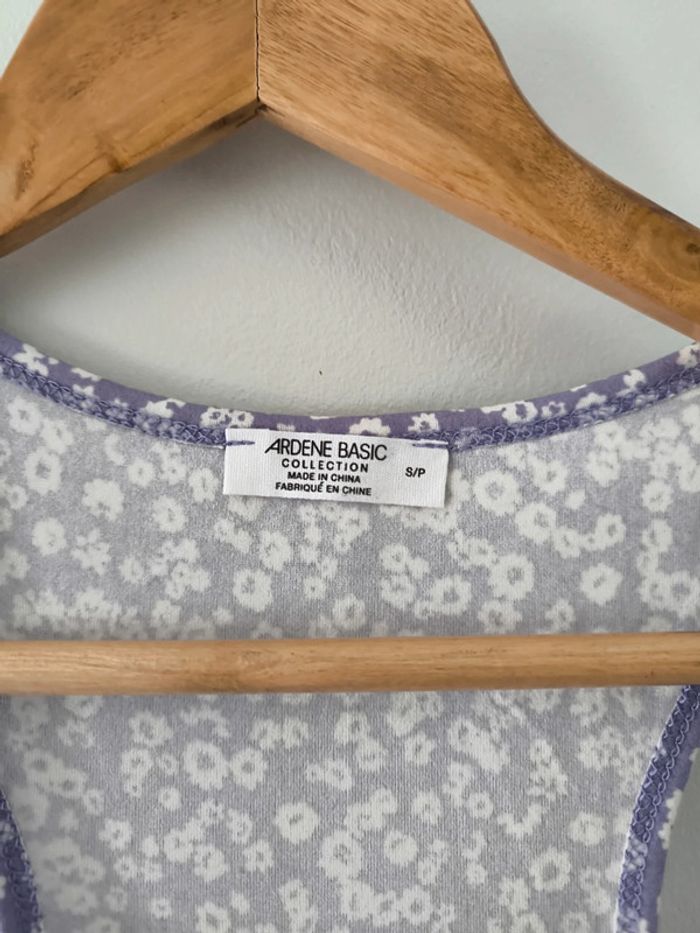 ARDENE BASIC
COLLECTION
MADE IN CHINA
FABRIQUÉ EN CHINE
S/P